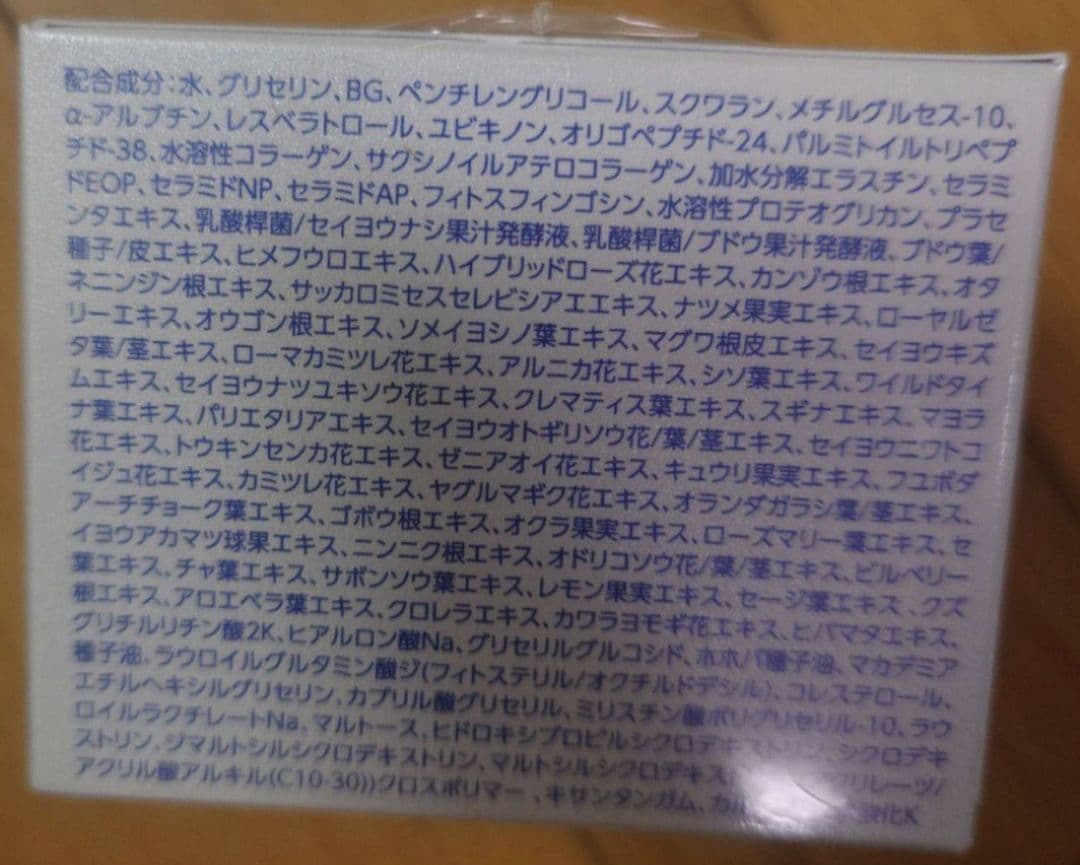 配合成分:水、グリセリン、BG、ペンチレングリコール、スクワラン、メチルグルセス-10、
α-アルブチン、レスベラトロール、ユビキノン、オリゴペプチド-24、パルミトイルトリペプ
チド-38、水溶性コラーゲン、サクシノイルアテロコラーゲン、加水分解エラスチン、セラミ
ドEOP、セラミドNP、セラミドAP、フィトスフィンゴシン、水溶性プロテオグリカン、プラセ
ンタエキス、乳酸桿菌/セイヨウナシ果汁発酵液、乳酸桿菌/ブドウ果汁発酵液、ブドウ葉/
種子/皮エキス、ヒメフウロエキス、ハイブリッドローズ花エキス、カンゾウ根エキス、オタ
ネニンジン根エキス、サッカロミセスセレビシアエエキス、ナツメ果実エキス、ローヤルゼ
リーエキス、オウゴン根エキス、ソメイヨシノ葉エキス、マグワ根皮エキス、セイヨウキズ
タ葉/茎エキス、ローマカミツレ花エキス、アルニカ花エキス、シソ葉エキス、ワイルドタイ
ムエキス、セイヨウナツユキソウ花エキス、クレマティス葉エキス、スギナエキス、マヨラ
ナ葉エキス、パリエタリアエキス、セイヨウオトギリソウ花/葉/茎エキス、セイヨウニワトコ
花エキス、トウキンセンカ花エキス、ゼニアオイ花エキス、キュウリ果実エキス、フユボダ
イジュ花エキス、カミツレ花エキス、ヤグルマギク花エキス、オランダガラシ葉/茎エキス、
アーチチョーク葉エキス、ゴボウ根エキス、オクラ果実エキス、ローズマリー葉エキス、セ
イヨウアカマツ球果エキス、ニンニク根エキス、オドリコソウ花/葉/茎エキス、ビルベリー
葉エキス、チャ葉エキス、サボンソウ葉エキス、レモン果実エキス、セージ葉エキス、クズ
根エキス、アロエベラ葉エキス、クロレラエキス、カワラヨモギ花エキス、ヒバマタエキス、
グリチルリチン酸2K、ヒアルロン酸Na、グリセリルグルコシド、ホホバ種子油、マカデミア
種子油、ラウロイルグルタミン酸ジ(フィトステリル/オクチルドデシル)、コレステロール、
エチルヘキシルグリセリン、カプリル酸グリセリル、ミリスチン酸ポリグリセリル-10、ラウ
ロイルラクチレートNa、マルトース、ヒドロキシプロピルシクロデキストリン、シクロデキ
ストリン、ジマルトシルシクロデキストリン、マルトシルシクロデキス リレーツ/
アクリル酸アルキル(C10-30))クロスポリマー、キサンタンガム、カル 酸化K